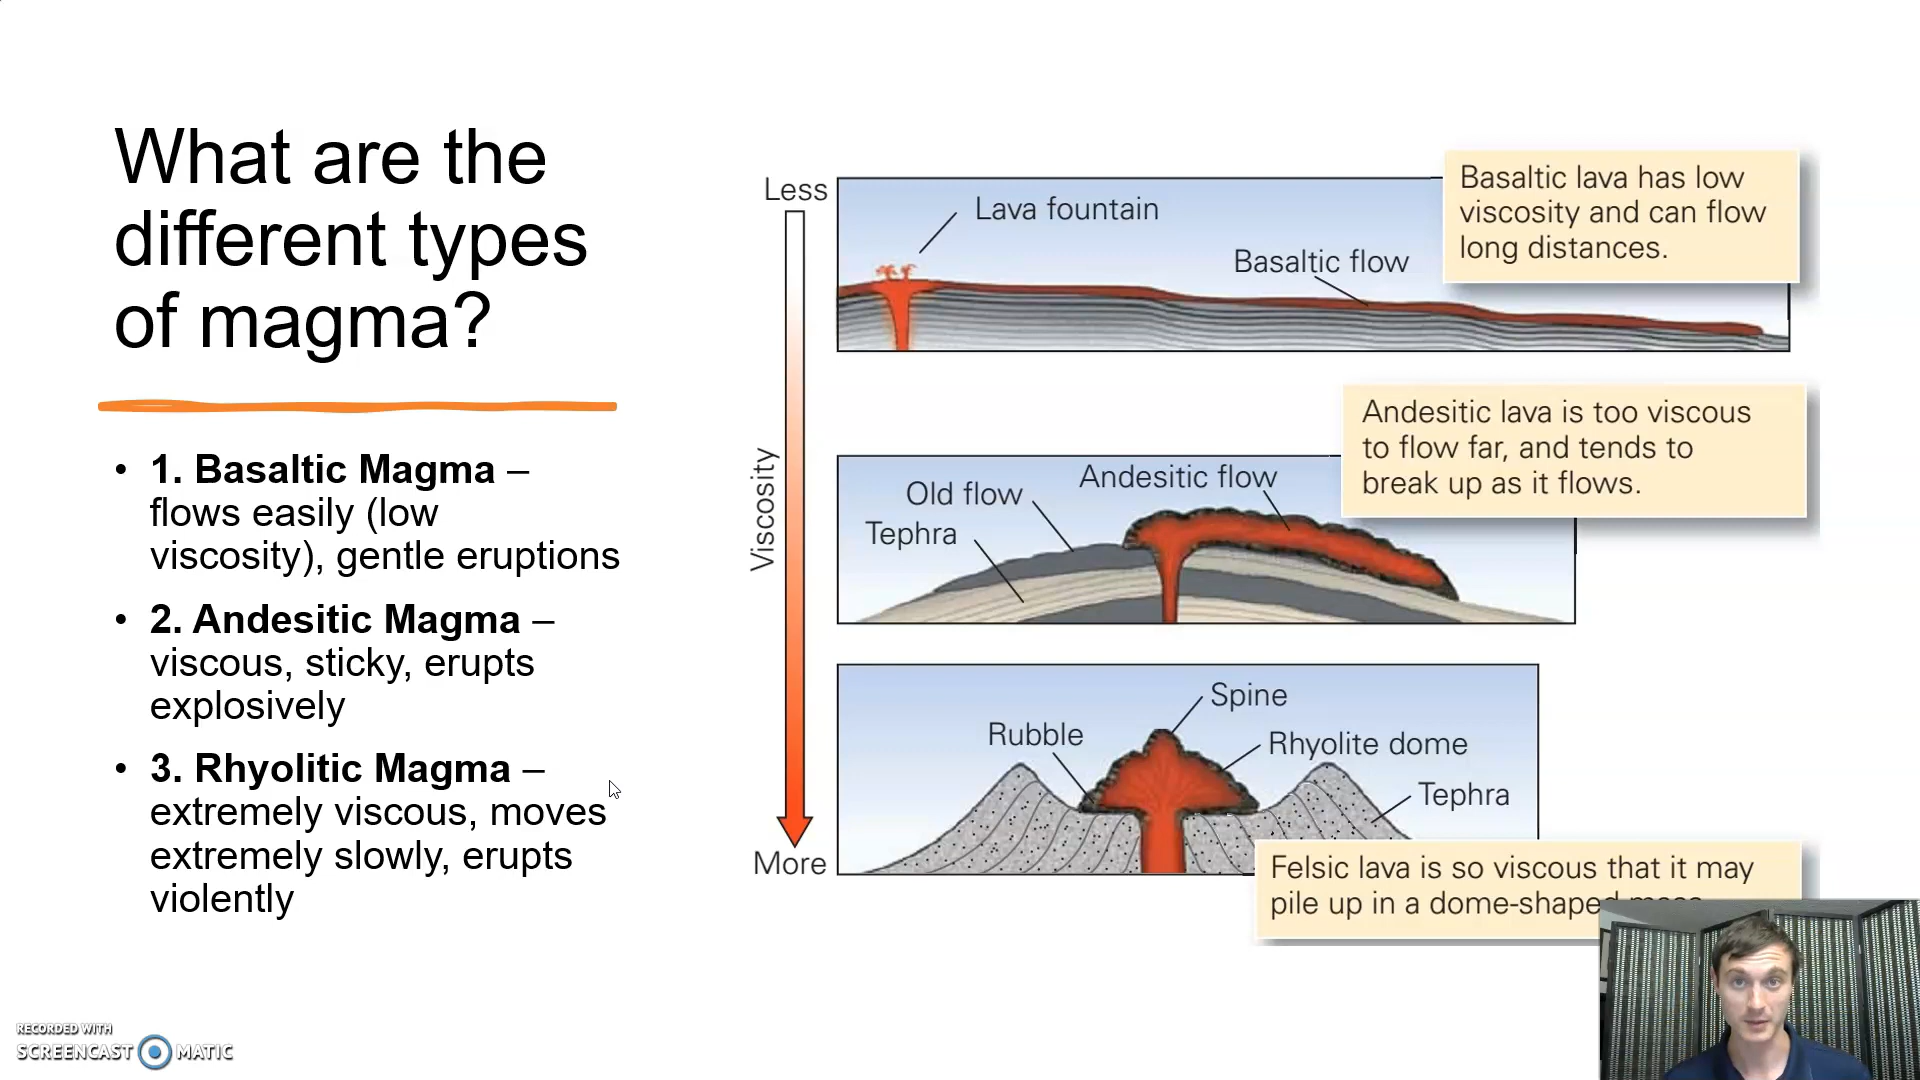 What are the
different types
of magma?
• 1. Basaltic Magma –
flows easily (low
viscosity), gentle eruptions
• 2. Andesitic Magma –
viscous, sticky, erupts
explosively
• 3. Rhyolitic Magma –
extremely viscous, moves
extremely slowly, erupts
violently
Less
Viscosity
More
Lava fountain
Basaltic flow
Basaltic lava has low
viscosity and can flow
long distances.
Old flow
Andesitic flow
Tephra
Andesitic lava is too viscous
to flow far, and tends to
break up as it flows.
Spine
Rubble
Rhyolite dome
Tephra
Felsic lava is so viscous that it may
pile up in a dome-shaped
RECORDED WITH
SCREENCAST MATIC